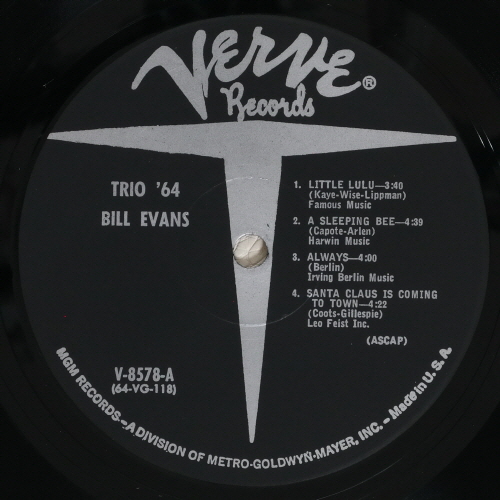 VERVE®
Records
TRIO '64
BILL EVANS
1. LITTLE LULU—3:40
(Kaye-Wise-Lippman)
Famous Music
2. A SLEEPING BEE—4:39
(Capote-Arlen)
Harwin Music
3. ALWAYS—4:00
(Berlin)
Irving Berlin Music
4. SANTA CLAUS IS COMING
TO TOWN—4:22
(Coots-Gillespie)
Leo Feist Inc.
(ASCAP)
V-8578-A
(64-VG-118)
MGM RECORDS—A DIVISION OF METRO-GOLDWYN-MAYER, INC. – Made in U.S.A.